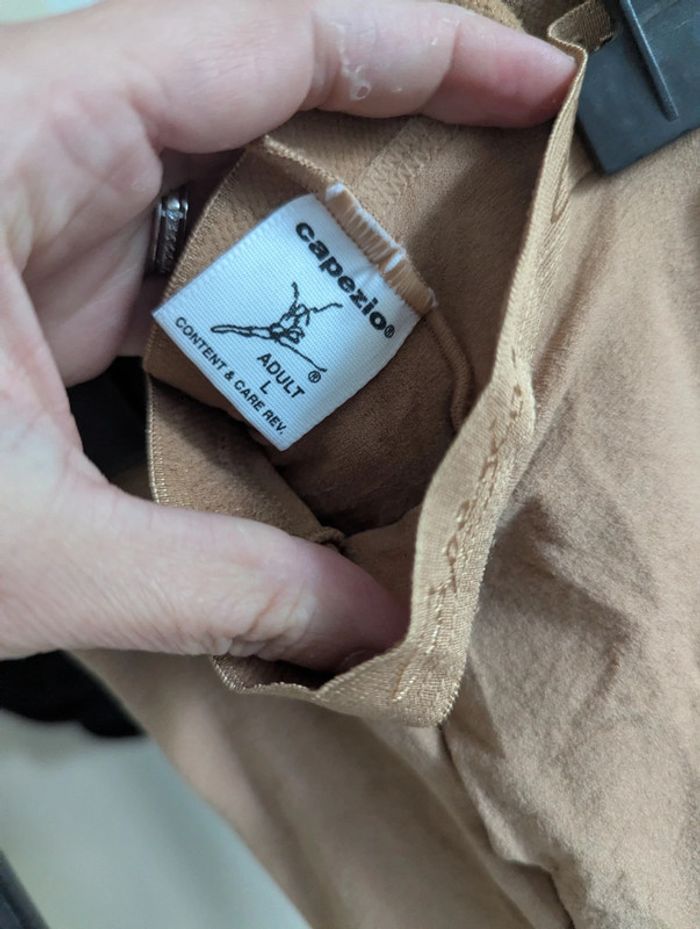 capezio®
®
ADULT
L
CONTENT & CARE REV.